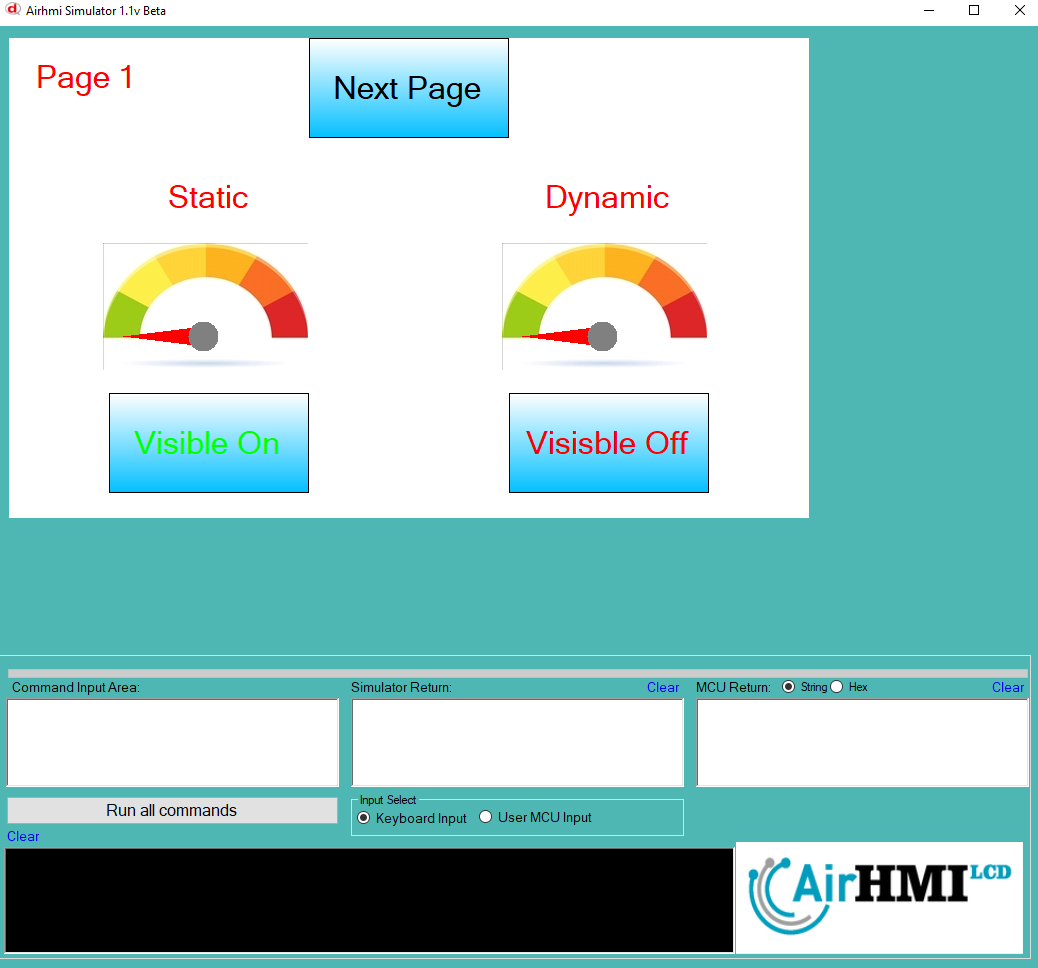 Airhmi Simulator 1.1v Beta
Page 1
Next Page
Static
Dynamic
Visible On
Visisble Off
Command Input Area:
Simulator Return:
Clear
MCU Return:
String
Hex
Clear
Run all commands
Input Select
Keyboard Input
User MCU Input
Clear
AirHMI LCD